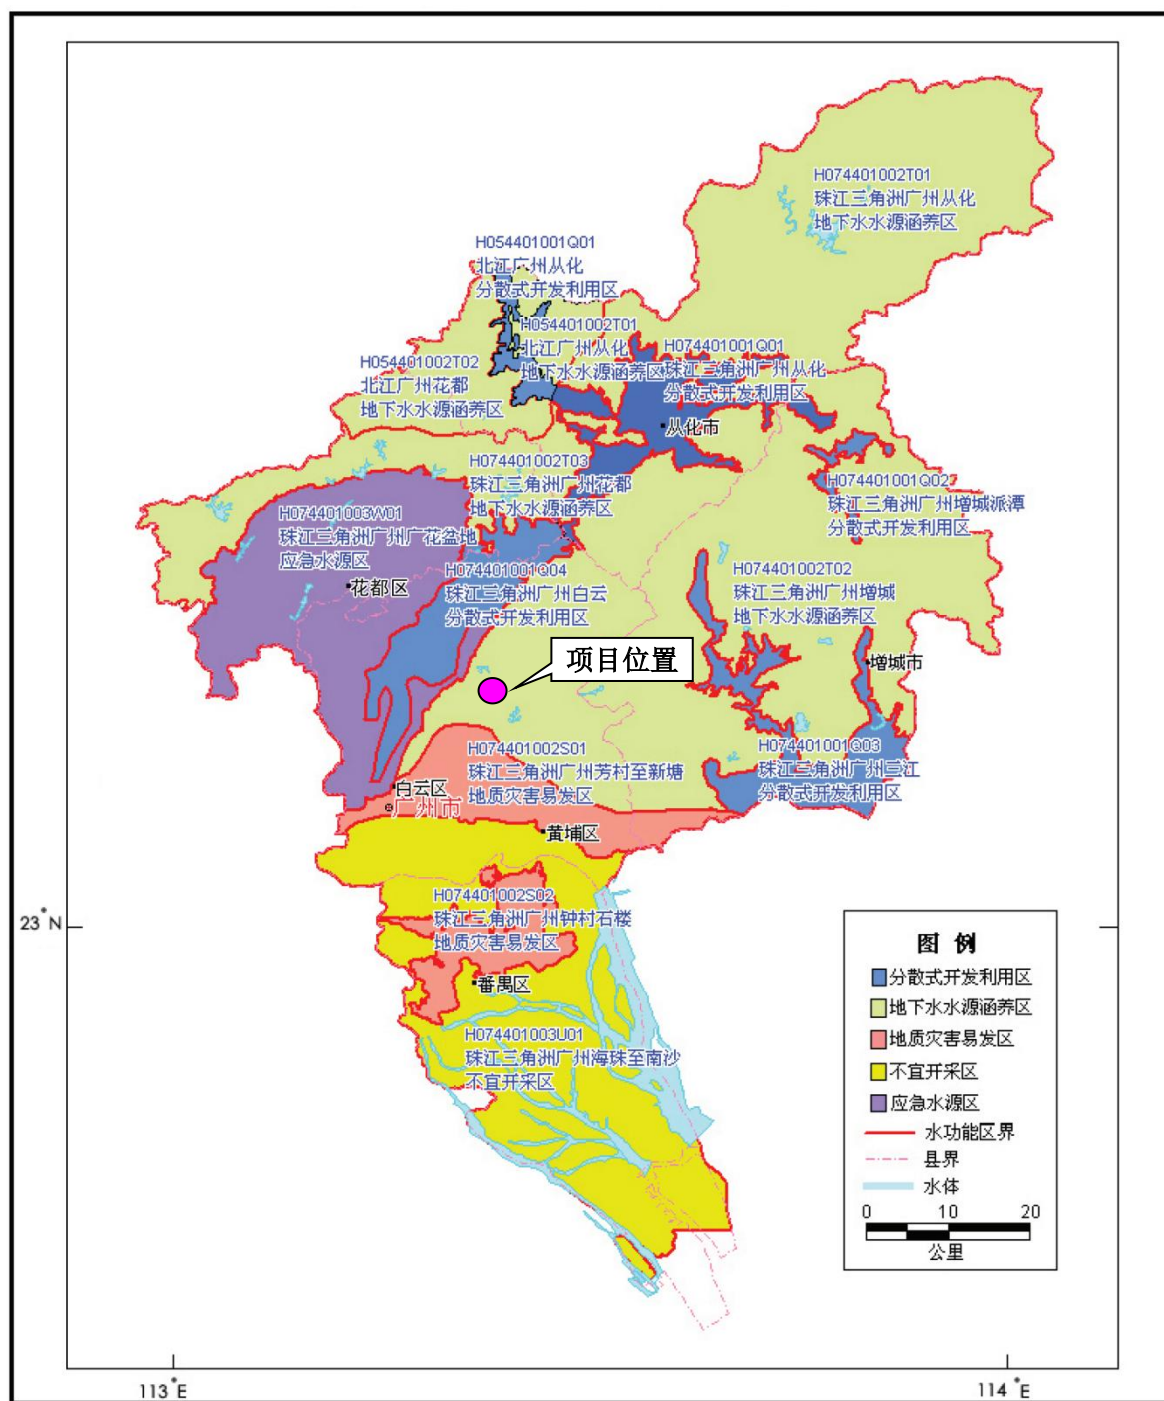 H074401002T01
珠江三角洲广州从化
地下水水源涵养区
H054401001Q01
北江广州从化
分散式开发利用区
H054401002T01
北江广州从化
地下水水源涵养区
H074401001Q01
珠江三角洲广州从化
分散式开发利用区
H054401002T02
北江广州花都
地下水水源涵养区
从化市
H074401002T03
珠江三角洲广州花都
地下水水源涵养区
H074401001Q02
珠江三角洲广州增城派潭
分散式开发利用区
H074401003W01
珠江三角洲广州广花盆地
应急水源区
花都区
H074401001Q04
珠江三角洲广州白云
分散式开发利用区
H074401002T02
珠江三角洲广州增城
地下水水源涵养区
项目位置
增城市
H074401002S01
珠江三角洲广州芳村至新塘
地质灾害易发区
H074401001Q03
珠江三角洲广州三江
分散式开发利用区
白云区
广州市
黄埔区
H074401002S02
珠江三角洲广州钟村石楼
地质灾害易发区
番禺区
H074401003U01
珠江三角洲广州海珠至南沙
不宜开采区
23°N
图 例
分散式开发利用区
地下水水源涵养区
地质灾害易发区
不宜开采区
应急水源区
水功能区界
县界
水体
0 10 20
公里
113°E
114°E